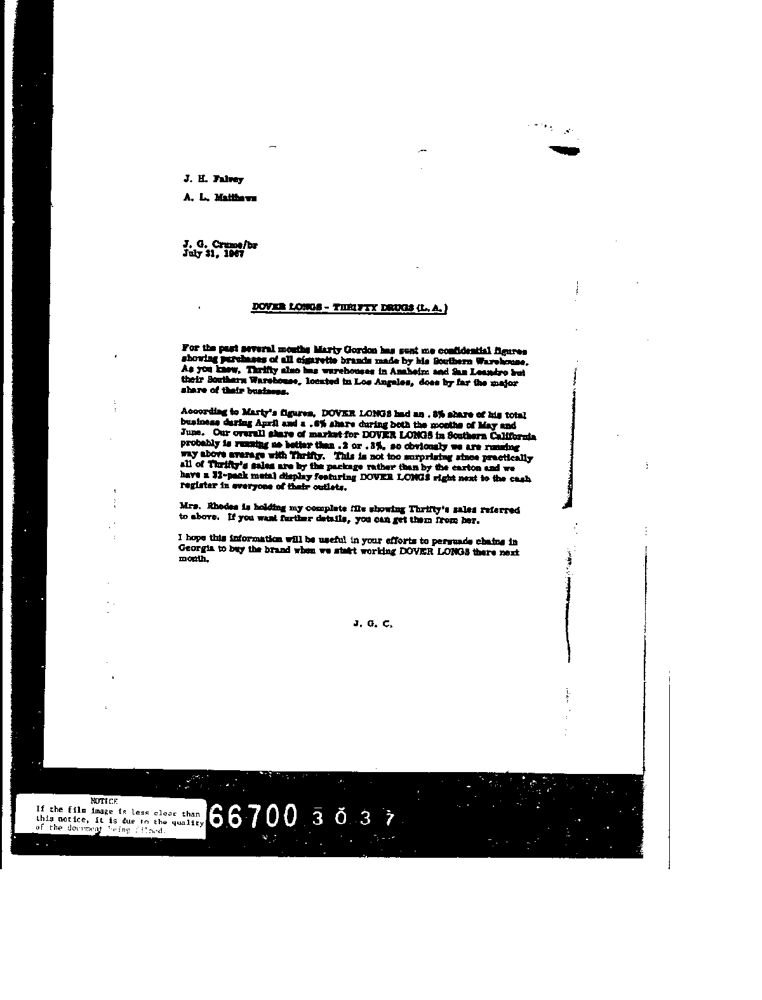 J. H. Falvey
A. L. Matthews
J. G. Crume/br
July 31, 1967
DOVER LONGS - THRIFTY DRUGS (L. A. )
For the past several months Marty Gordon has sent me confidential figures
showing purchases of all cigarette brands made by his Southern Warehouse.
As you know, Thrifty also has warehouses in Anaheim and San Leandro but
their Southern Warehouse, located in Los Angeles, does by far the major
share of their business.
According to Marty's figures, DOVER LONGS had an .8% share of his total
business during April and a .6% share during both the months of May and
June. Our overall share of market for DOVER LONGS in Southern California
probably is running no better than .2 or .3%, so obviously we are running
way above average with Thrifty. This is not too surprising since practically
all of Thrifty's sales are by the package rather than by the carton and we
have a 32-pack metal display featuring DOVER LONGS right next to the cash
register in everyone of their outlets.
Mrs. Rhodes is holding my complete file showing Thrifty's sales referred
to above. If you want further details, you can get them from her.
I hope this information will be useful in your efforts to persuade chains in
Georgia to buy the brand when we start working DOVER LONGS there next
month.
J. G. C.
NOTICE
If the film image is less clear than
this notice, it is due to the quality
of the document being filmed.
66700 3037